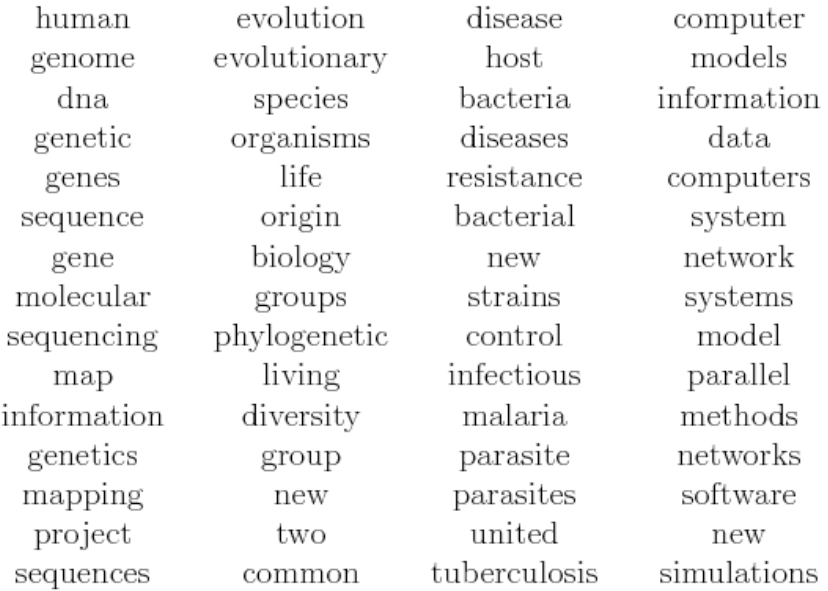 human evolution disease computer
genome evolutionary host models
dna species bacteria information
genetic organisms diseases data
genes life resistance computers
sequence origin bacterial system
gene biology new network
molecular groups strains systems
sequencing phylogenetic control model
map living infectious parallel
information diversity malaria methods
genetics group parasite networks
mapping new parasites software
project two united new
sequences common tuberculosis simulations